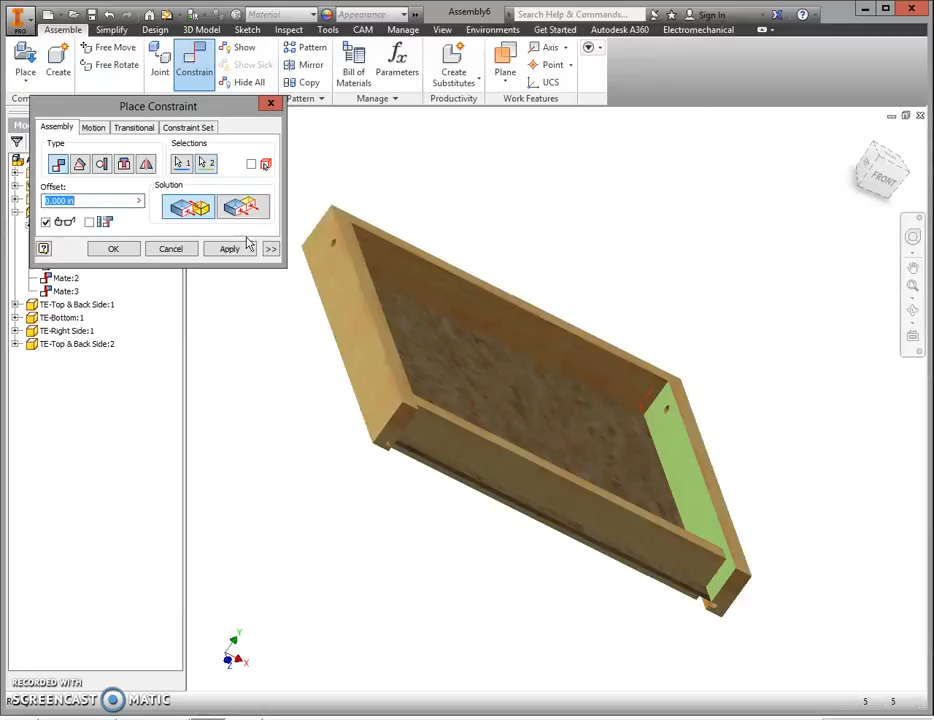 Material
Appearance
Assembly6
Search Help & Commands...
Sign In
PRO
Assemble Simplify Design 3D Model Sketch Inspect Tools CAM Manage View Environments Get Started Autodesk A360 Electromechanical
Place
Create
Free Move
Free Rotate
Joint
Constrain
Show
Show Sick
Hide All
Pattern
Mirror
Copy
Bill of Materials
Parameters
Create Substitutes
Plane
Axis
Point
UCS
Pattern
Manage
Productivity
Work Features
Place Constraint
Assembly Motion Transitional Constraint Set
Type
Selections
1
2
Offset:
0.000 in
Solution
OK
Cancel
Apply
>>
Mate:2
Mate:3
TE-Top & Back Side:1
TE-Bottom:1
TE-Right Side:1
TE-Top & Back Side:2
FRONT
Y
X
Z
RECORDED WITH
SCREENCAST MATIC
5 5